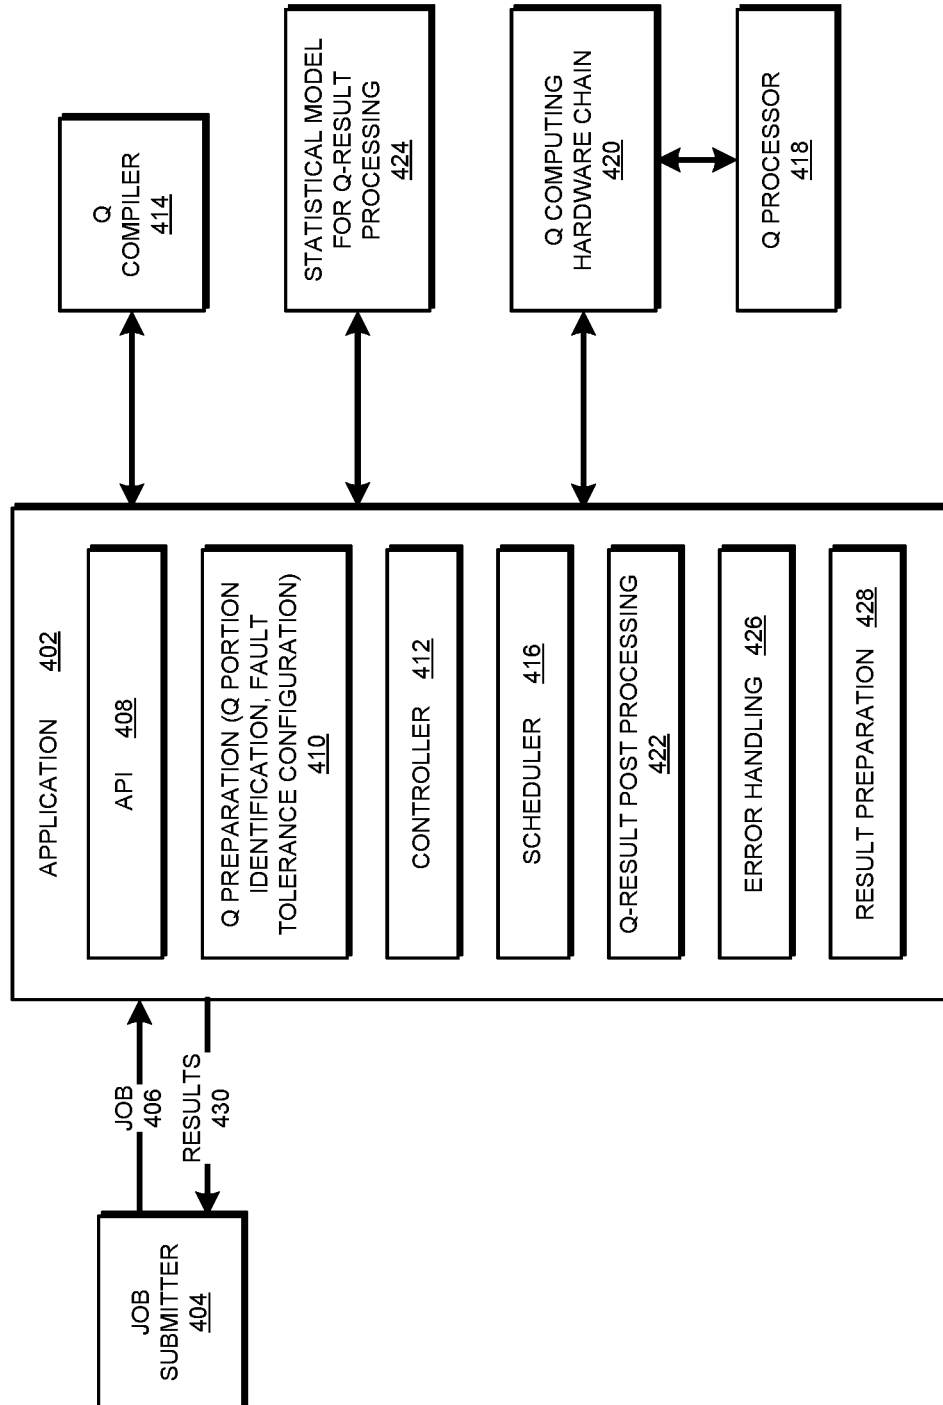 JOB
SUBMITTER
404
JOB
406
RESULTS
430
APPLICATION 402
API 408
Q PREPARATION (Q PORTION
IDENTIFICATION, FAULT
TOLERANCE CONFIGURATION)
410
CONTROLLER 412
SCHEDULER 416
Q-RESULT POST PROCESSING
422
ERROR HANDLING 426
RESULT PREPARATION 428
Q
COMPILER
414
STATISTICAL MODEL
FOR Q-RESULT
PROCESSING
424
Q COMPUTING
HARDWARE CHAIN
420
Q PROCESSOR
418